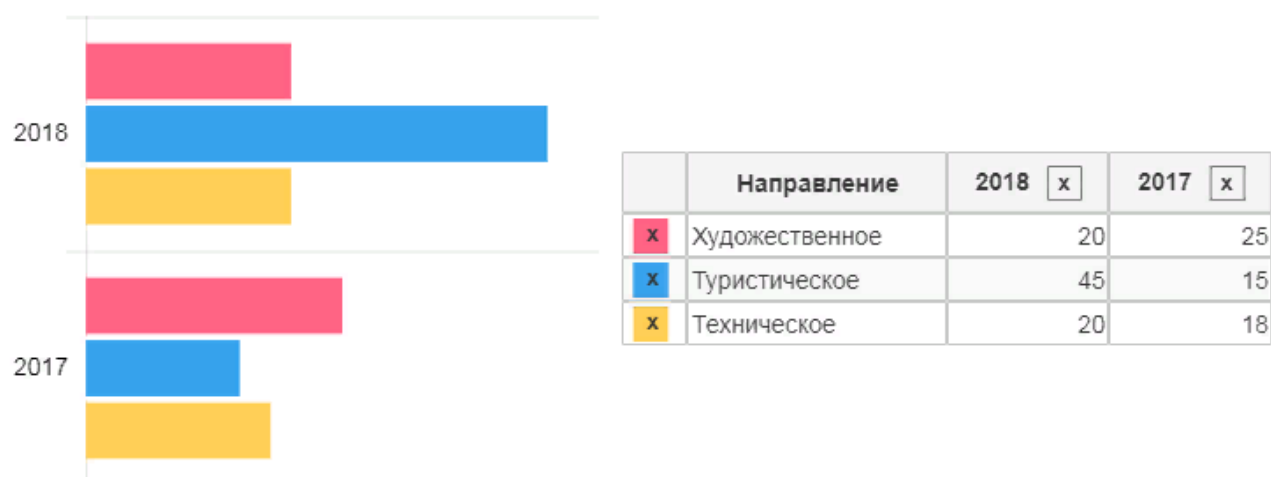 2018
2017
Направление 2018 x 2017 x
x Художественное 20 25
x Туристическое 45 15
x Техническое 20 18